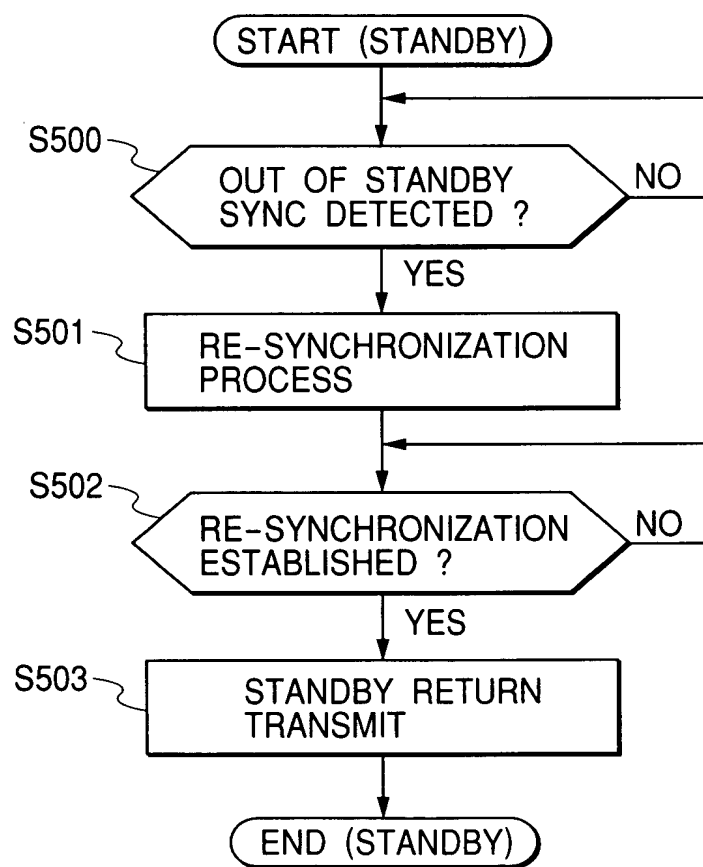 START (STANDBY)
S500
OUT OF STANDBY
SYNC DETECTED ?
NO
YES
S501
RE-SYNCHRONIZATION
PROCESS
S502
RE-SYNCHRONIZATION
ESTABLISHED ?
NO
YES
S503
STANDBY RETURN
TRANSMIT
END (STANDBY)